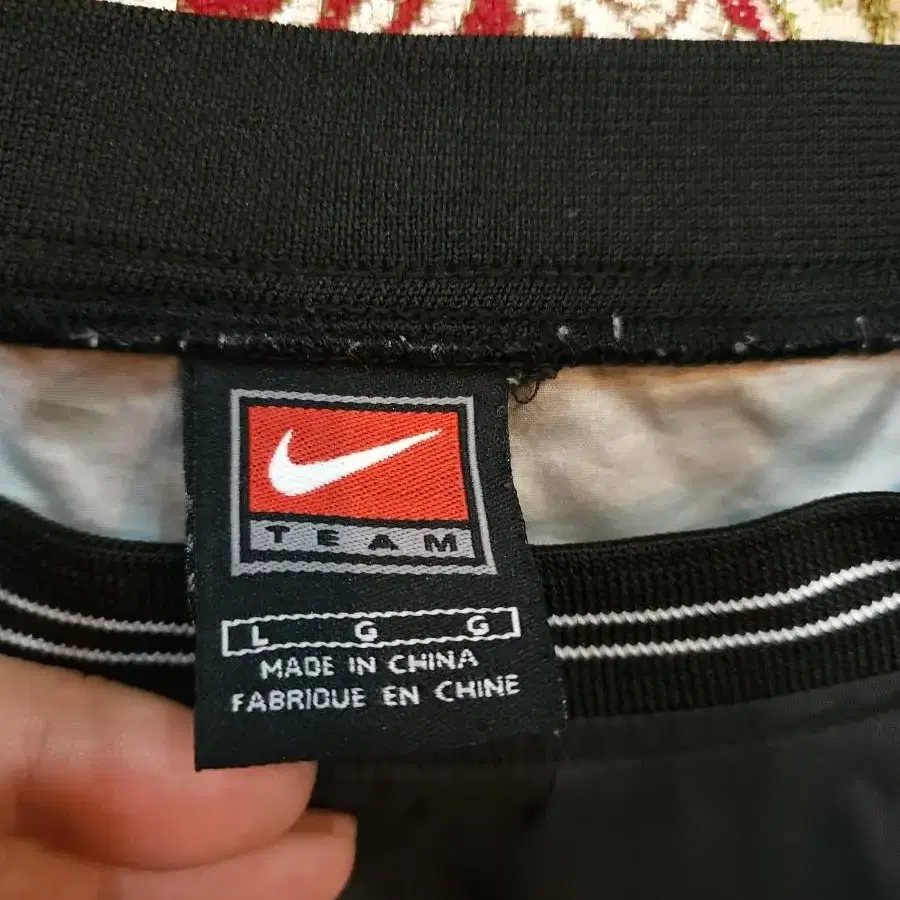 TEAM
L G G
MADE IN CHINA
FABRIQUE EN CHINE